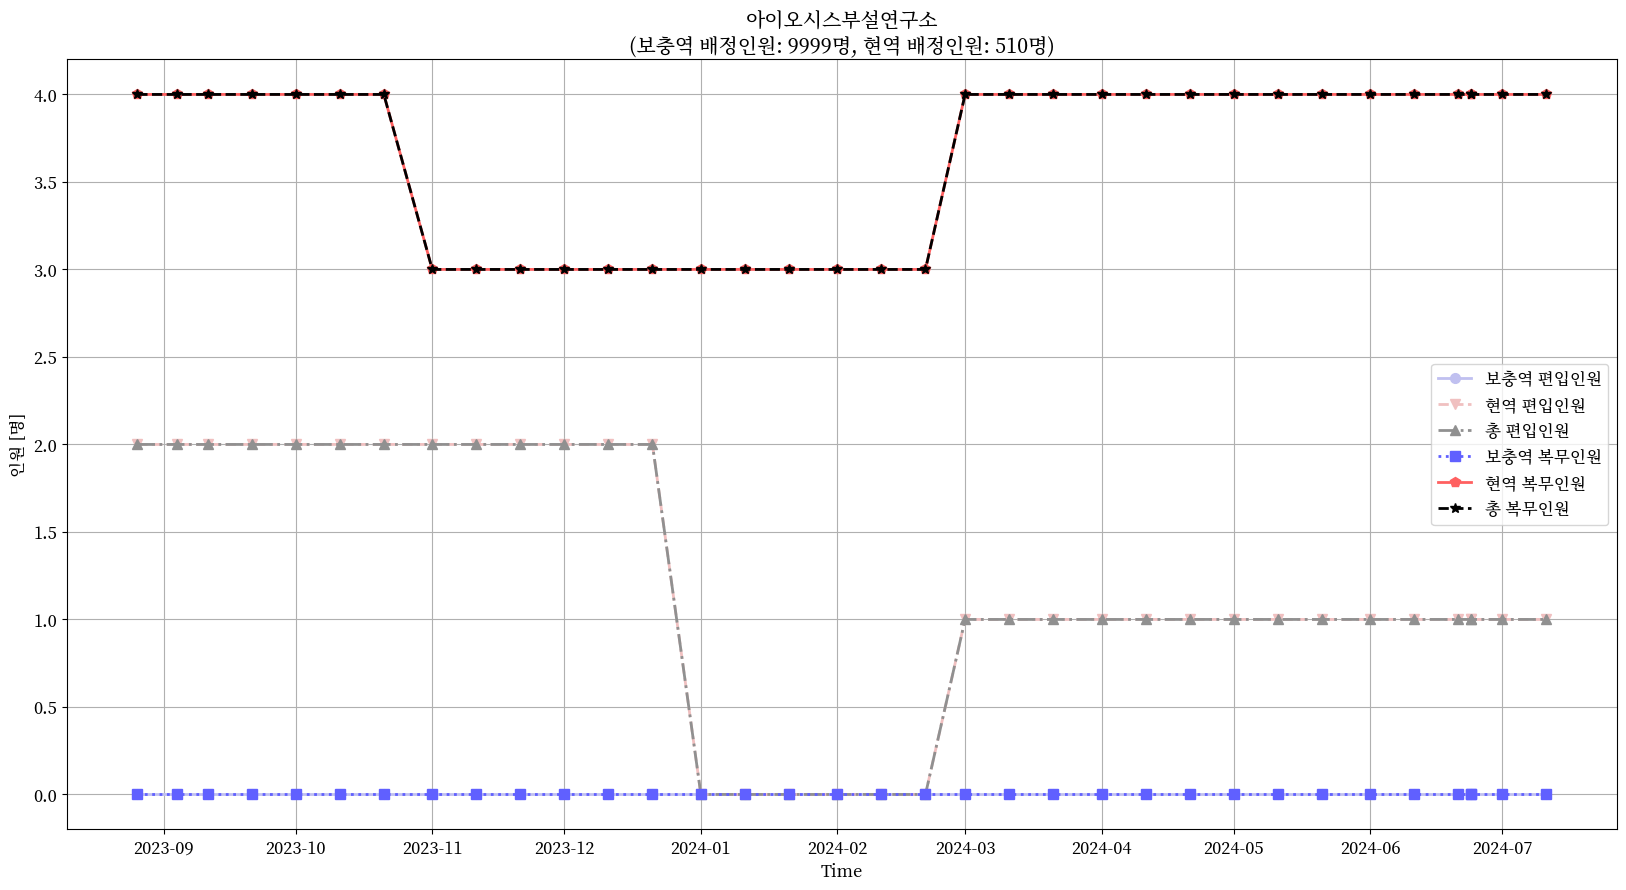 아이오시스부설연구소
(보충역 배정인원: 9999명, 현역 배정인원: 510명)
인원 [명]
4.0
3.5
3.0
2.5
2.0
1.5
1.0
0.5
0.0
보충역 편입인원
현역 편입인원
총 편입인원
보충역 복무인원
현역 복무인원
총 복무인원
2023-09 2023-10 2023-11 2023-12 2024-01 2024-02 2024-03 2024-04 2024-05 2024-06 2024-07
Time